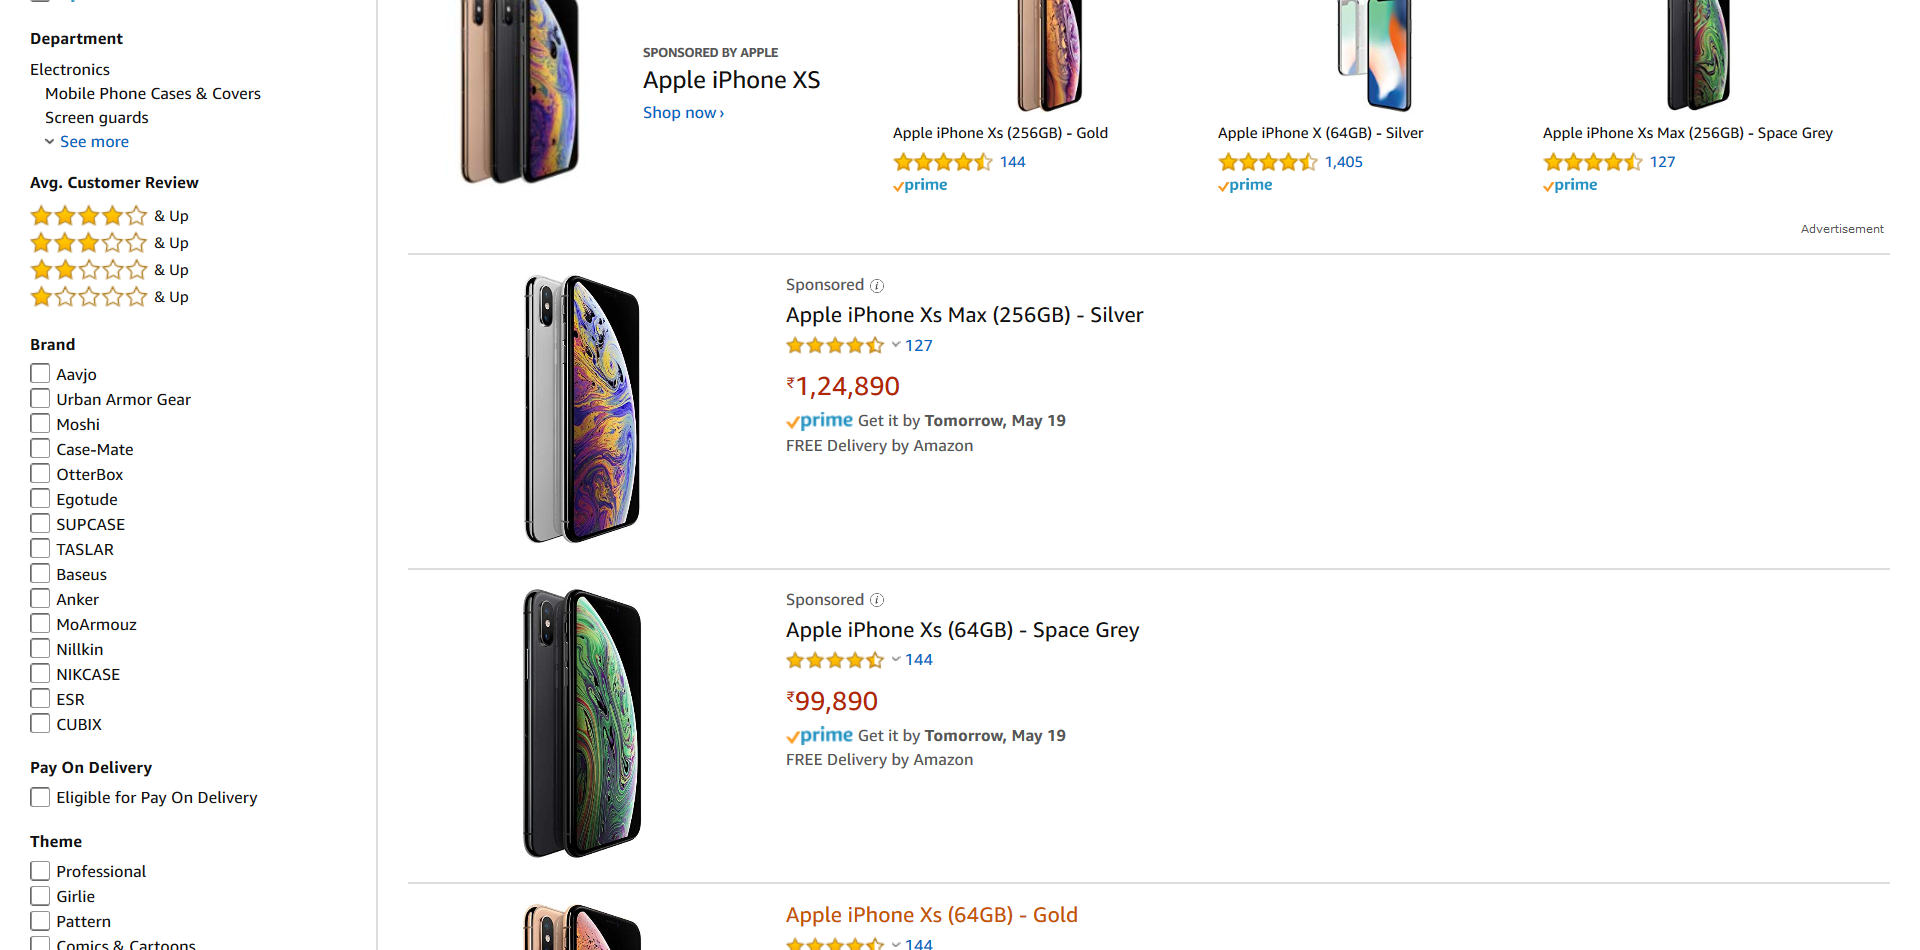 Department
Electronics
Mobile Phone Cases & Covers
Screen guards
See more
Avg. Customer Review
& Up
& Up
& Up
& Up
Brand
Aavjo
Urban Armor Gear
Moshi
Case-Mate
OtterBox
Egotude
SUPCASE
TASLAR
Baseus
Anker
MoArmouz
Nillkin
NIKCASE
ESR
CUBIX
Pay On Delivery
Eligible for Pay On Delivery
Theme
Professional
Girlie
Pattern
Comics & Cartoons
SPONSORED BY APPLE
Apple iPhone XS
Shop now ›
Apple iPhone Xs (256GB) - Gold
144
prime
Apple iPhone X (64GB) - Silver
1,405
prime
Apple iPhone Xs Max (256GB) - Space Grey
127
prime
Advertisement
Sponsored
Apple iPhone Xs Max (256GB) - Silver
127
₹1,24,890
prime Get it by Tomorrow, May 19
FREE Delivery by Amazon
Sponsored
Apple iPhone Xs (64GB) - Space Grey
144
₹99,890
prime Get it by Tomorrow, May 19
FREE Delivery by Amazon
Apple iPhone Xs (64GB) - Gold
144